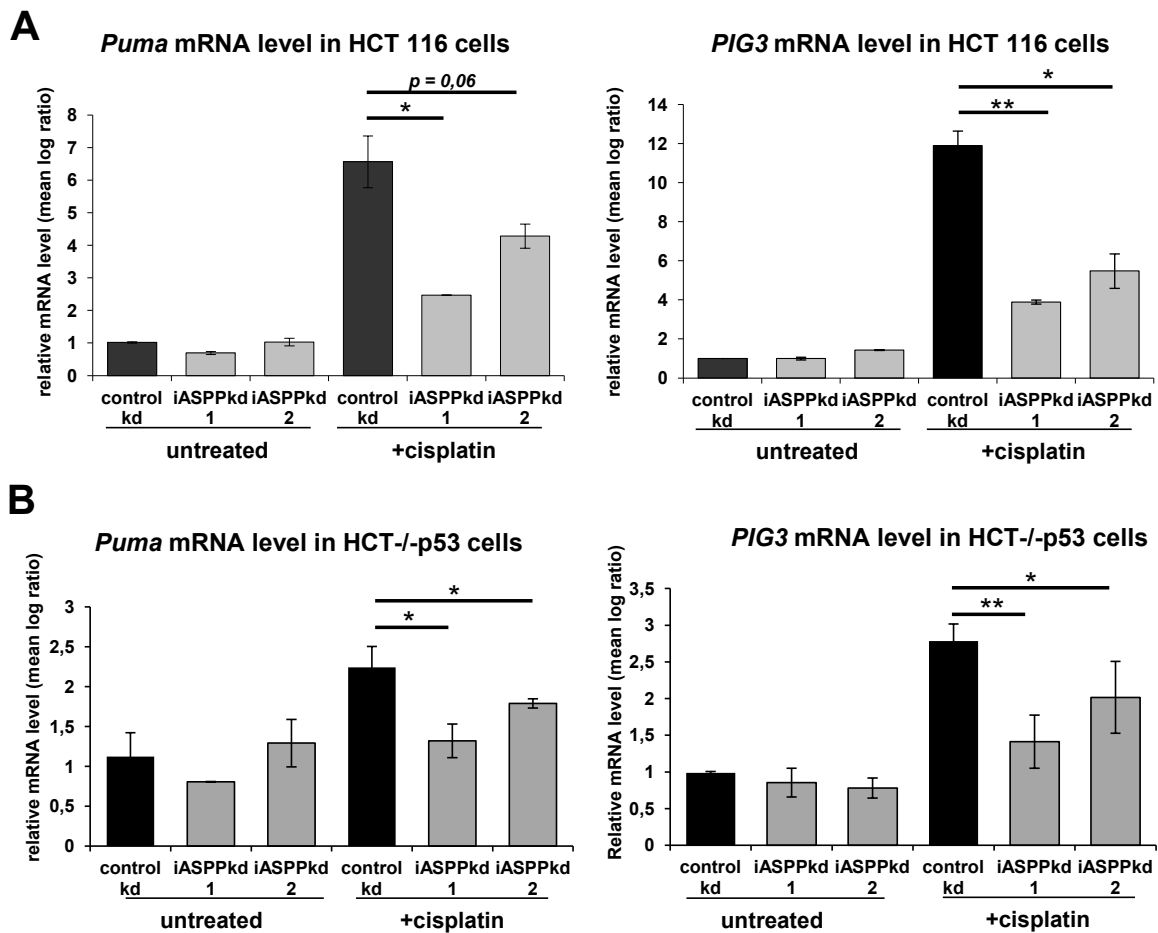 A
Puma mRNA level in HCT 116 cells
p = 0,06
*
relative mRNA level (mean log ratio)
8
7
6
5
4
3
2
1
0
control kd
iASPPkd 1
iASPPkd 2
control kd
iASPPkd 1
iASPPkd 2
untreated
+cisplatin
PIG3 mRNA level in HCT 116 cells
*
**
relative mRNA level (mean log ratio)
14
12
10
8
6
4
2
0
control kd
iASPPkd 1
iASPPkd 2
control kd
iASPPkd 1
iASPPkd 2
untreated
+cisplatin
B
Puma mRNA level in HCT-/-p53 cells
*
*
relative mRNA level (mean log ratio)
3
2,5
2
1,5
1
0,5
0
control kd
iASPPkd 1
iASPPkd 2
control kd
iASPPkd 1
iASPPkd 2
untreated
+cisplatin
PIG3 mRNA level in HCT-/-p53 cells
*
**
Relative mRNA level (mean log ratio)
3,5
3
2,5
2
1,5
1
0,5
0
control kd
iASPPkd 1
iASPPkd 2
control kd
iASPPkd 1
iASPPkd 2
untreated
+cisplatin